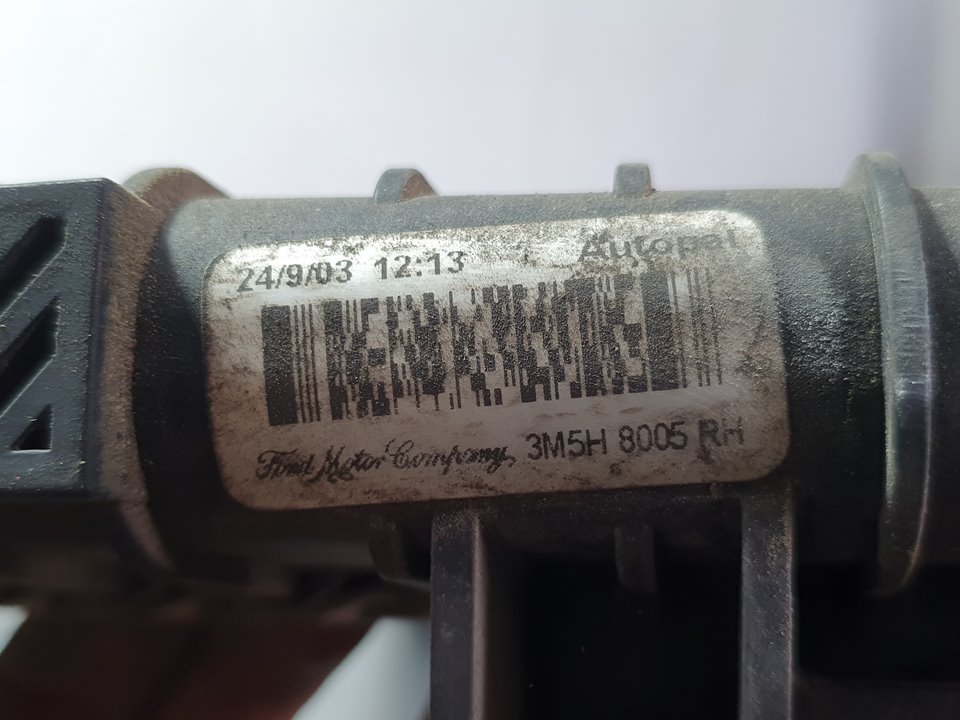 24/9/03 12:13 Autopal
Ford Motor Company, 3M5H 8005 RH